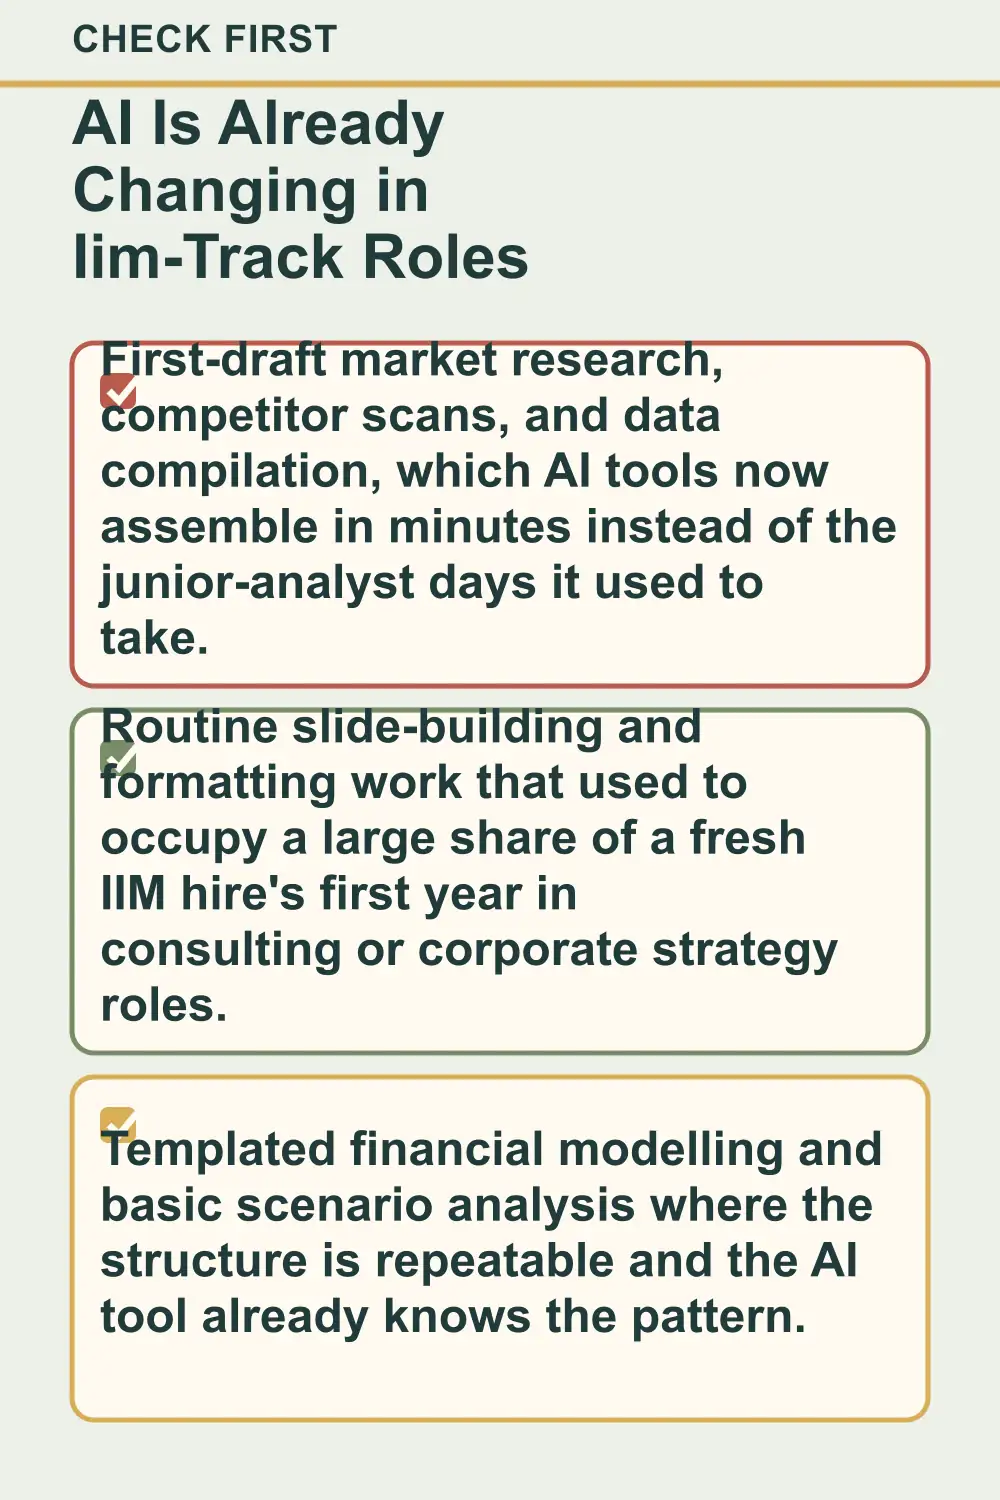 CHECK FIRST
AI Is Already
Changing in
Iim-Track Roles
First-draft market research,
competitor scans, and data
compilation, which AI tools now
assemble in minutes instead of the
junior-analyst days it used to
take.
Routine slide-building and
formatting work that used to
occupy a large share of a fresh
IIM hire's first year in
consulting or corporate strategy
roles.
Templated financial modelling and
basic scenario analysis where the
structure is repeatable and the AI
tool already knows the pattern.